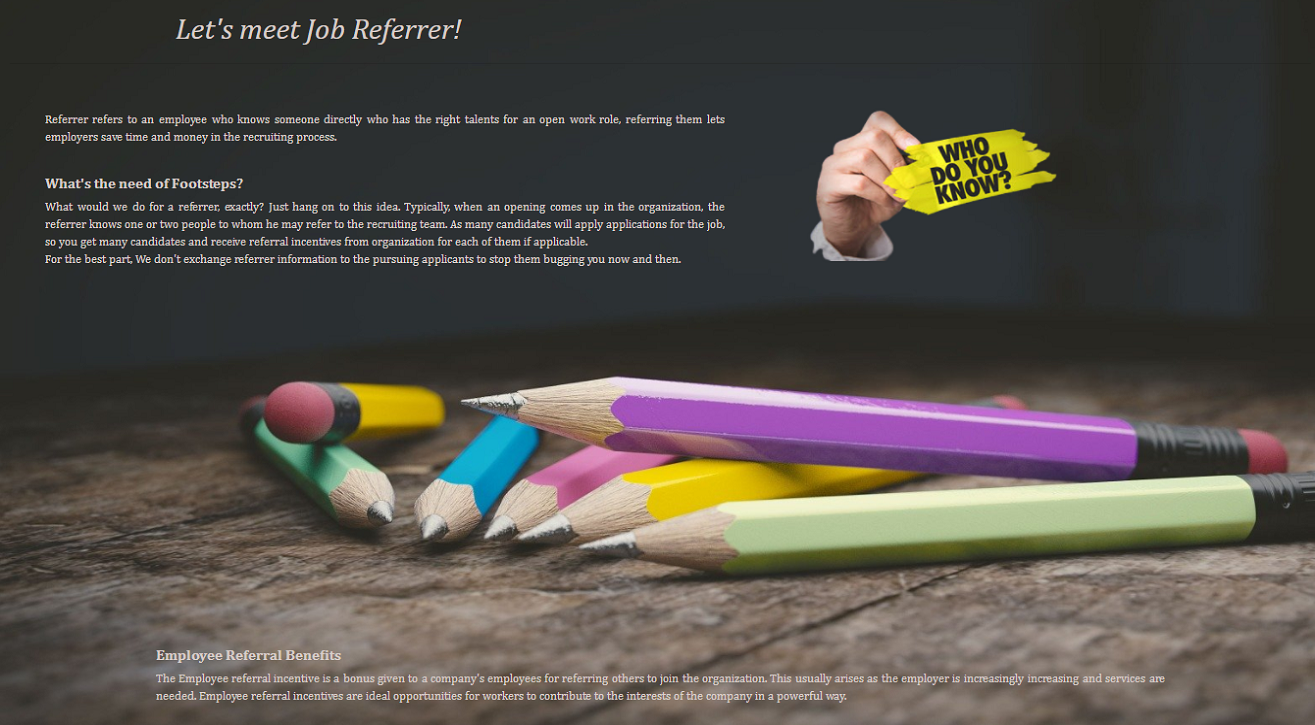 Let's meet Job Referrer!
Referrer refers to an employee who knows someone directly who has the right talents for an open work role, referring them lets
employers save time and money in the recruiting process.
WHO
DO YOU
KNOW?
What's the need of Footsteps?
What would we do for a referrer, exactly? Just hang on to this idea. Typically, when an opening comes up in the organization, the
referrer knows one or two people to whom he may refer to the recruiting team. As many candidates will apply applications for the job,
so you get many candidates and receive referral incentives from organization for each of them if applicable.
For the best part, We don't exchange referrer information to the pursuing applicants to stop them bugging you now and then.
Employee Referral Benefits
The Employee referral incentive is a bonus given to a company's employees for referring others to join the organization. This usually arises as the employer is increasingly increasing and services are
needed. Employee referral incentives are ideal opportunities for workers to contribute to the interests of the company in a powerful way.